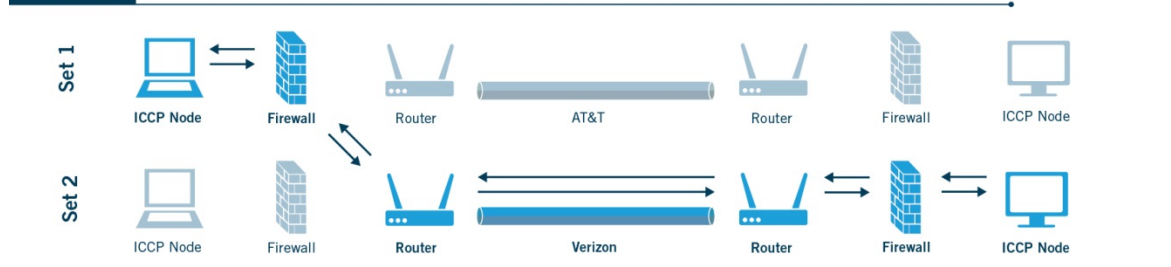 Set 1
ICCP Node Firewall Router AT&T Router Firewall ICCP Node
Set 2
ICCP Node Firewall Router Verizon Router Firewall ICCP Node